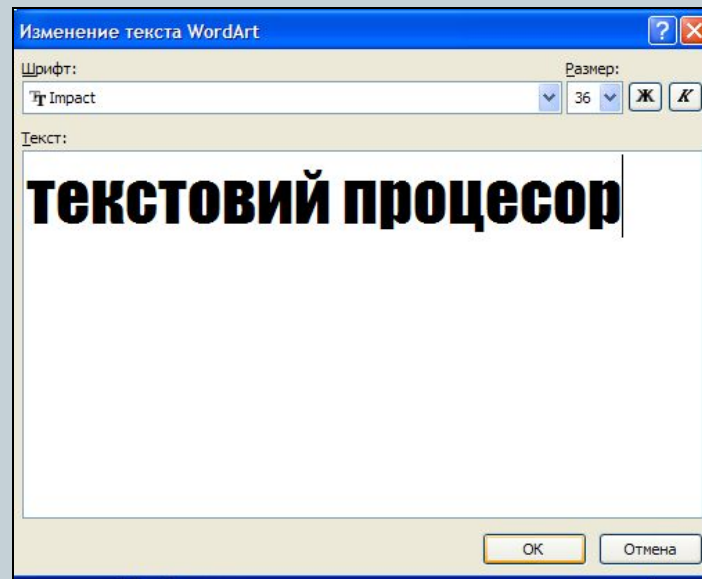 Изменение текста WordArt ?
Шрифт: Размер:
Impact 36 Ж К
Текст:
текстовий процесор
ОК Отмена